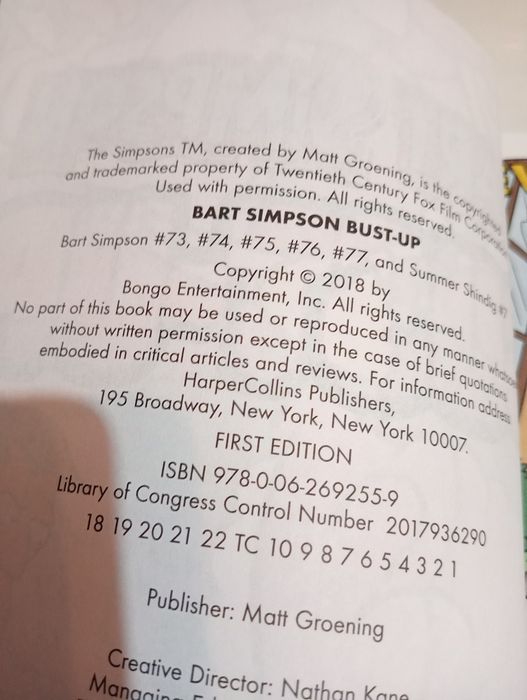 The Simpsons TM, created by Matt Groening, is the copyrighted
and trademarked property of Twentieth Century Fox Film Corporation.
Used with permission. All rights reserved.
BART SIMPSON BUST-UP
Bart Simpson #73, #74, #75, #76, #77, and Summer Shindig #7
Copyright © 2018 by
Bongo Entertainment, Inc. All rights reserved.
No part of this book may be used or reproduced in any manner whatsoever
without written permission except in the case of brief quotations
embodied in critical articles and reviews. For information address
HarperCollins Publishers,
195 Broadway, New York, New York 10007.
FIRST EDITION
ISBN 978-0-06-269255-9
Library of Congress Control Number 2017936290
18 19 20 21 22 TC 10 9 8 7 6 5 4 3 2 1
Publisher: Matt Groening
Creative Director: Nathan Kane
Managing